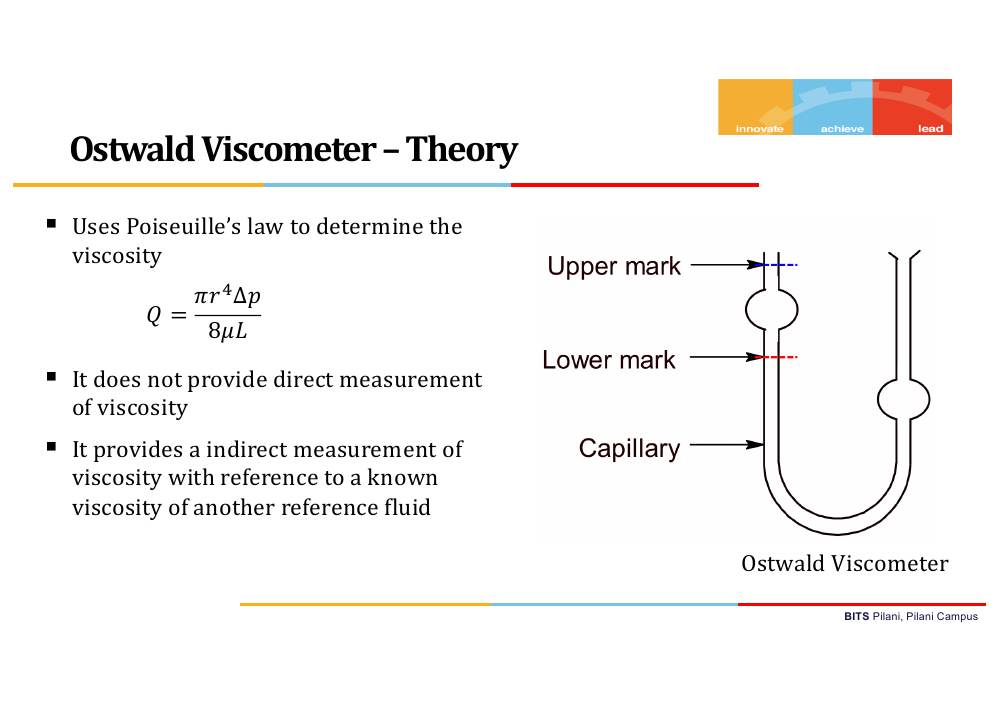 innovate achieve lead
Ostwald Viscometer – Theory
▪ Uses Poiseuille’s law to determine the
viscosity
Q = πr⁴Δp / 8μL
▪ It does not provide direct measurement
of viscosity
▪ It provides a indirect measurement of
viscosity with reference to a known
viscosity of another reference fluid
Upper mark
Lower mark
Capillary
Ostwald Viscometer
BITS Pilani, Pilani Campus